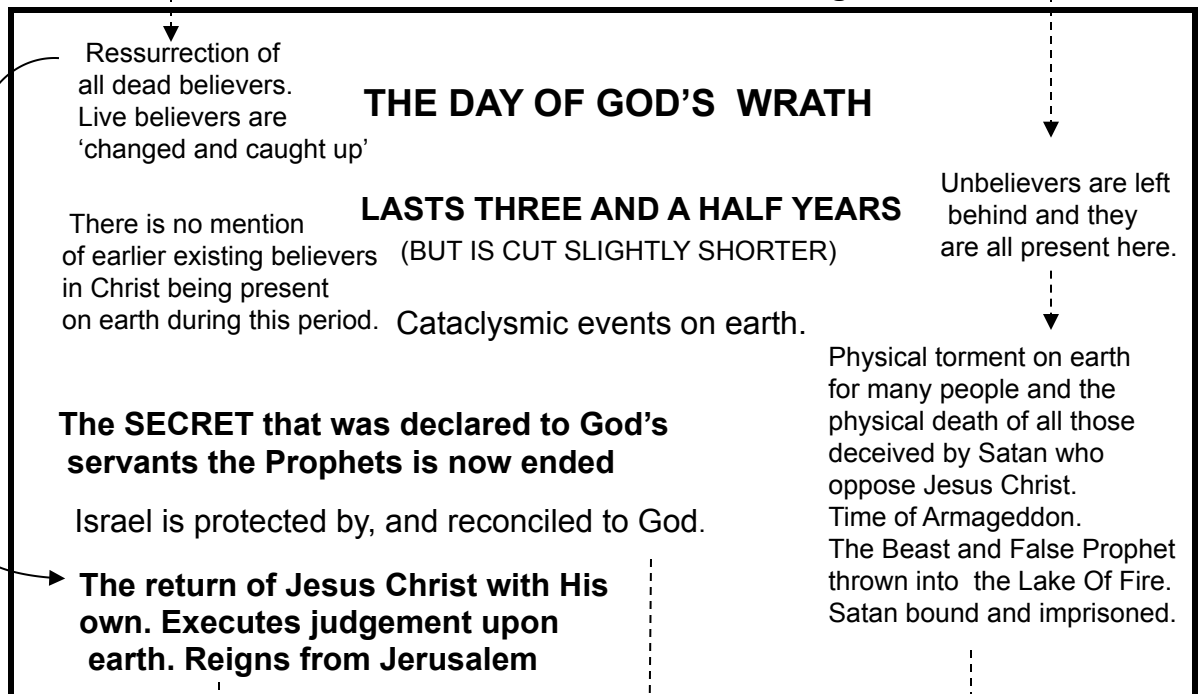 Ressurrection of
all dead believers.
Live believers are
‘changed and caught up’
THE DAY OF GOD’S WRATH
Unbelievers are left
behind and they
are all present here.
LASTS THREE AND A HALF YEARS
(BUT IS CUT SLIGHTLY SHORTER)
There is no mention
of earlier existing believers
in Christ being present
on earth during this period.
Cataclysmic events on earth.
Physical torment on earth
for many people and the
physical death of all those
deceived by Satan who
oppose Jesus Christ.
Time of Armageddon.
The Beast and False Prophet
thrown into the Lake Of Fire.
Satan bound and imprisoned.
The SECRET that was declared to God’s
servants the Prophets is now ended
Israel is protected by, and reconciled to God.
The return of Jesus Christ with His
own. Executes judgement upon
earth. Reigns from Jerusalem